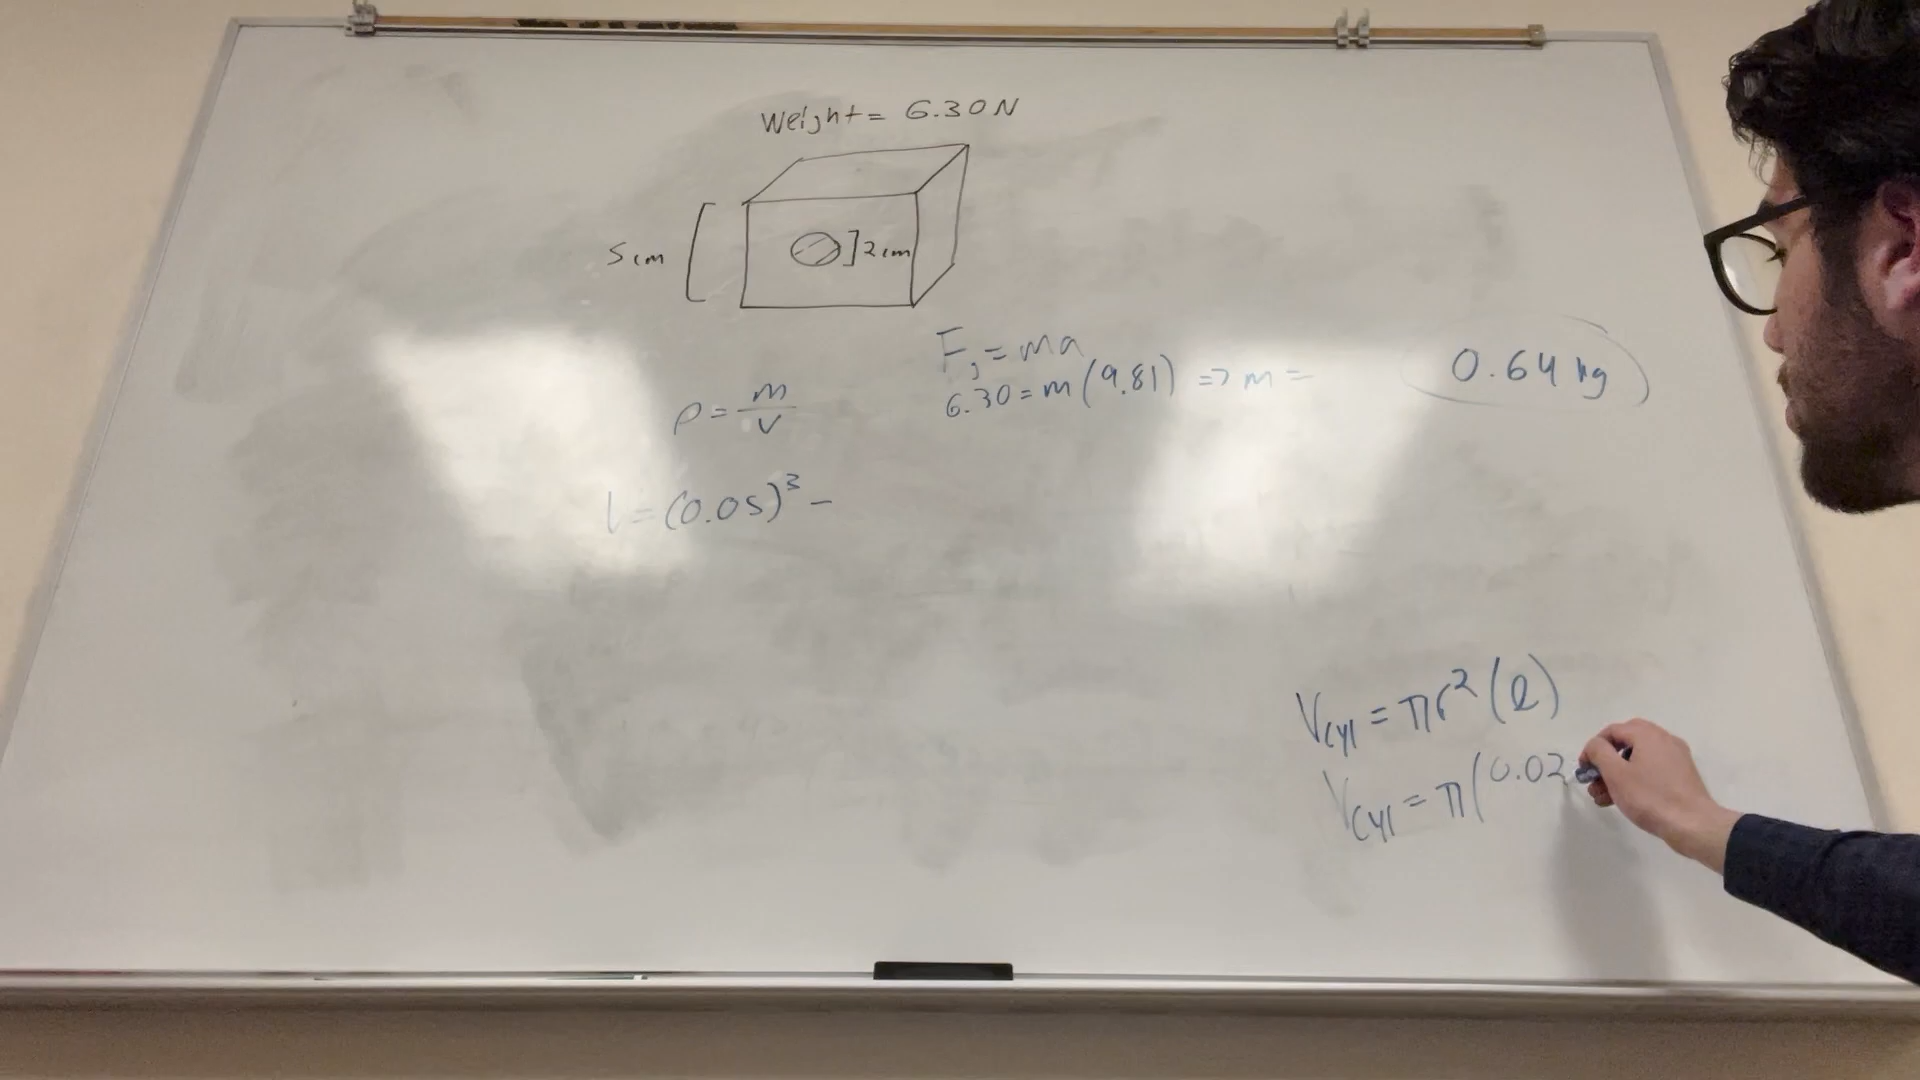 Weight = 6.30N
5cm
2cm
F, = ma
6.30 = m(9.81) => m = 0.64 kg
ρ = m/v
V = (0.05)³ -
Vcyl = πr²(l)
Vcyl = π(0.02